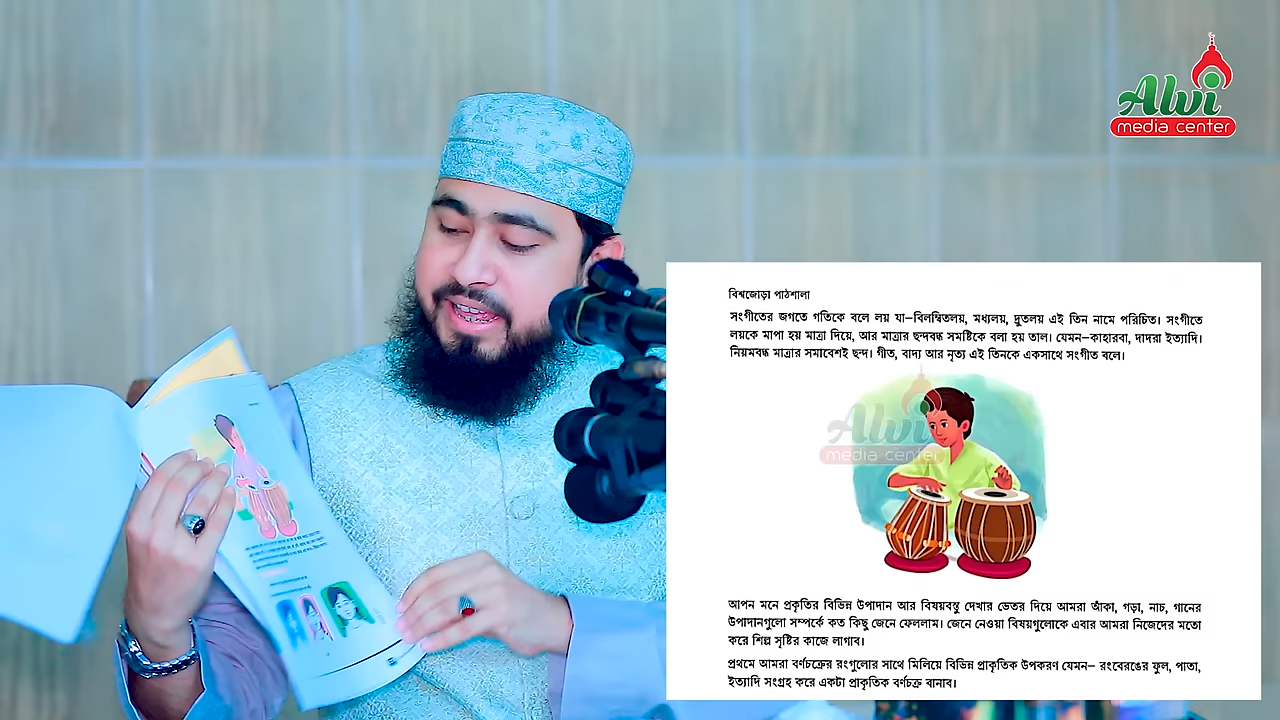 Alvi
media center
বিশ্বজোড়া পাঠশালা
সংগীতের জগতে গতিকে বলে লয় যা–বিলম্বিতলয়, মধ্যলয়, দ্রুতলয় এই তিন নামে পরিচিত। সংগীতে
লয়কে মাপা হয় মাত্রা দিয়ে, আর মাত্রার ছন্দবদ্ধ সমষ্টিকে বলা হয় তাল। যেমন–কাহারবা, দাদরা ইত্যাদি।
নিয়মবদ্ধ মাত্রার সমাবেশই ছন্দ। গীত, বাদ্য আর নৃত্য এই তিনকে একসাথে সংগীত বলে।
Alvi
media center
আপন মনে প্রকৃতির বিভিন্ন উপাদান আর বিষয়বস্তু দেখার ভেতর দিয়ে আমরা আঁকা, গড়া, নাচ, গানের
উপাদানগুলো সম্পর্কে কত কিছু জেনে ফেললাম। জেনে নেওয়া বিষয়গুলোকে এবার আমরা নিজেদের মতো
করে শিল্প সৃষ্টির কাজে লাগাব।
প্রথমে আমরা বর্ণচক্রের রংগুলোর সাথে মিলিয়ে বিভিন্ন প্রাকৃতিক উপকরণ যেমন– রংবেরঙের ফুল, পাতা,
ইত্যাদি সংগ্রহ করে একটা প্রাকৃতিক বর্ণচক্র বানাব।